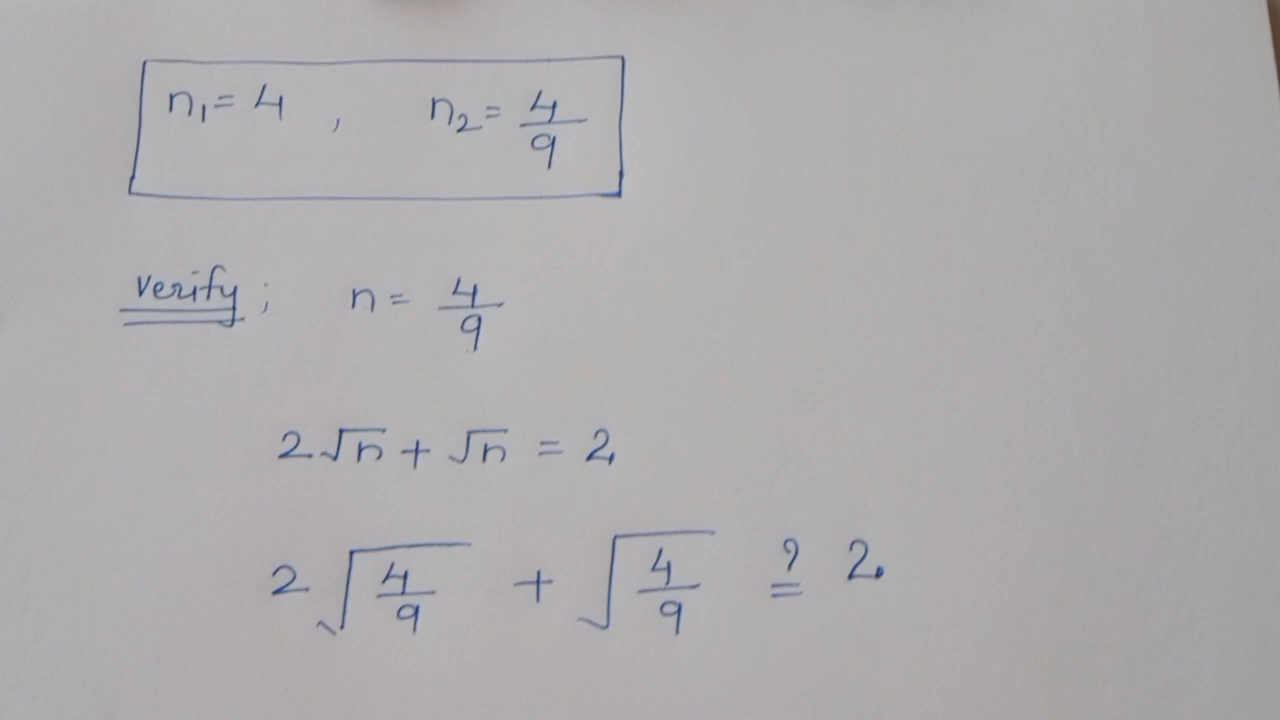 n₁ = 4 , n₂ = 4/9
Verify; n = 4/9
2√n + √n = 2
2√(4/9) + √(4/9) ≟ 2